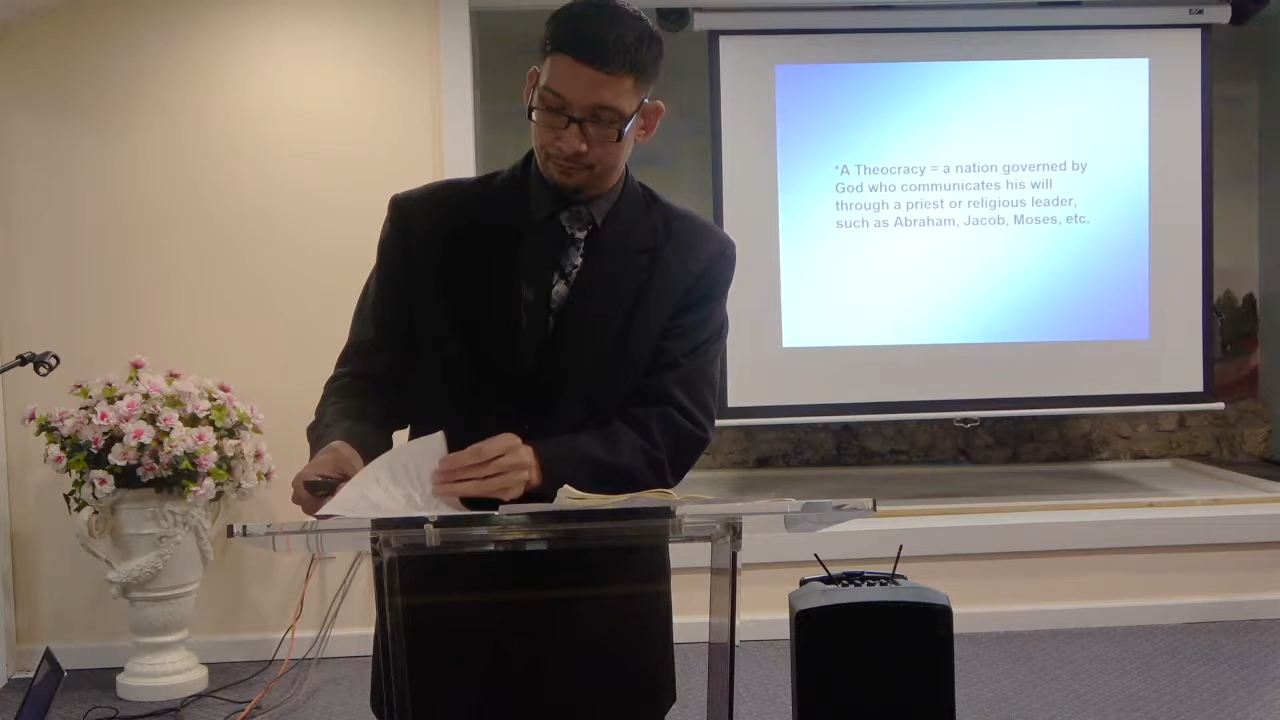 *A Theocracy = a nation governed by
God who communicates his will
through a priest or religious leader,
such as Abraham, Jacob, Moses, etc.